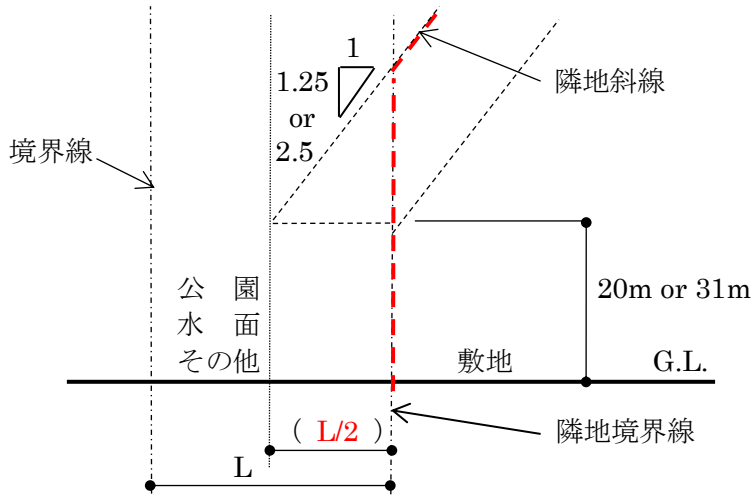 1
1.25
or
2.5
隣地斜線
境界線
20m or 31m
公 園
水 面
その他
敷地
G.L.
( L/2 )
隣地境界線
L